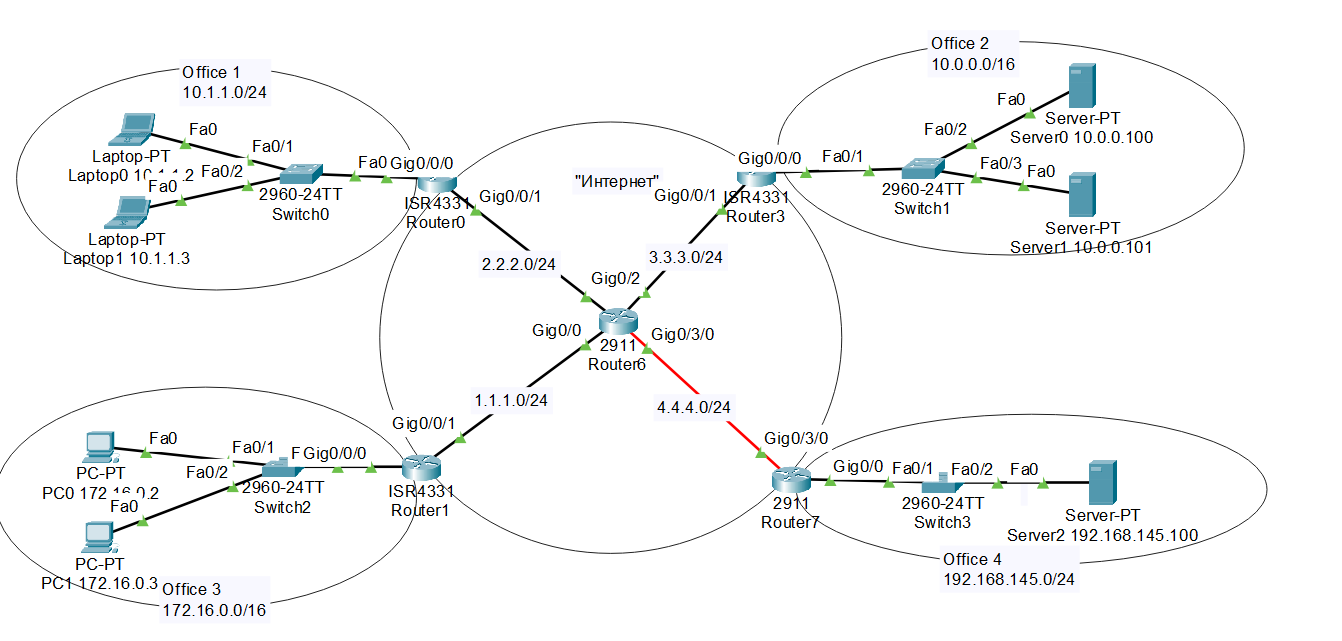 Office 1
10.1.1.0/24
Fa0
Fa0/1
Laptop-PT
Laptop0 10.1.1.2
Fa0
Fa0/2
2960-24TT
Switch0
Laptop-PT
Laptop1 10.1.1.3
Fa0
Gig0/0/0
ISR4331
Router0
Gig0/0/1
"Интернет"
2.2.2.0/24
Office 2
10.0.0.0/16
Gig0/0/0
Fa0/1
Gig0/0/1
ISR4331
Router3
Fa0/2
Fa0
Server-PT
Server0 10.0.0.100
Fa0/3
Fa0
2960-24TT
Switch1
Server-PT
Server1 10.0.0.101
3.3.3.0/24
Gig0/2
Gig0/0
2911
Router6
Gig0/3/0
1.1.1.0/24
4.4.4.0/24
Gig0/0/1
Fa0
Fa0/1
F
Gig0/0/0
PC-PT
PC0 172.16.0.2
Fa0/2
2960-24TT
Switch2
ISR4331
Router1
Fa0
PC-PT
PC1 172.16.0.3
Office 3
172.16.0.0/16
Gig0/3/0
Gig0/0
Fa0/1
Fa0/2
Fa0
2911
Router7
2960-24TT
Switch3
Server-PT
Server2 192.168.145.100
Office 4
192.168.145.0/24